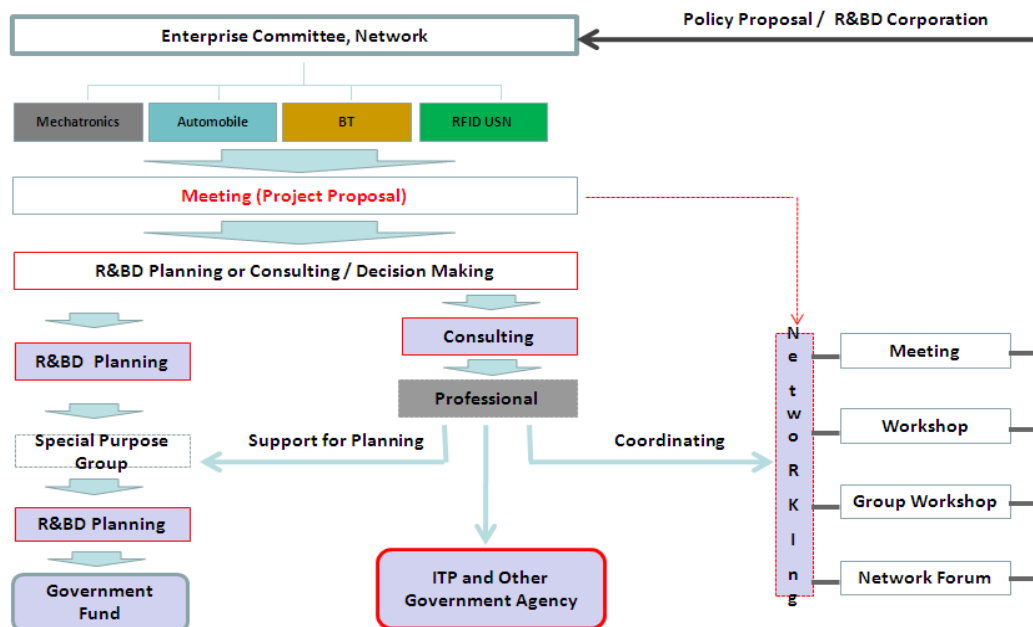 Policy Proposal / R&BD Corporation
Enterprise Committee, Network
Mechatronics
Automobile
BT
RFID USN
Meeting (Project Proposal)
R&BD Planning or Consulting / Decision Making
Consulting
R&BD Planning
Professional
NetwoRKIng
Meeting
Workshop
Group Workshop
Network Forum
Special Purpose
Group
Support for Planning
Coordinating
R&BD Planning
Government
Fund
ITP and Other
Government Agency